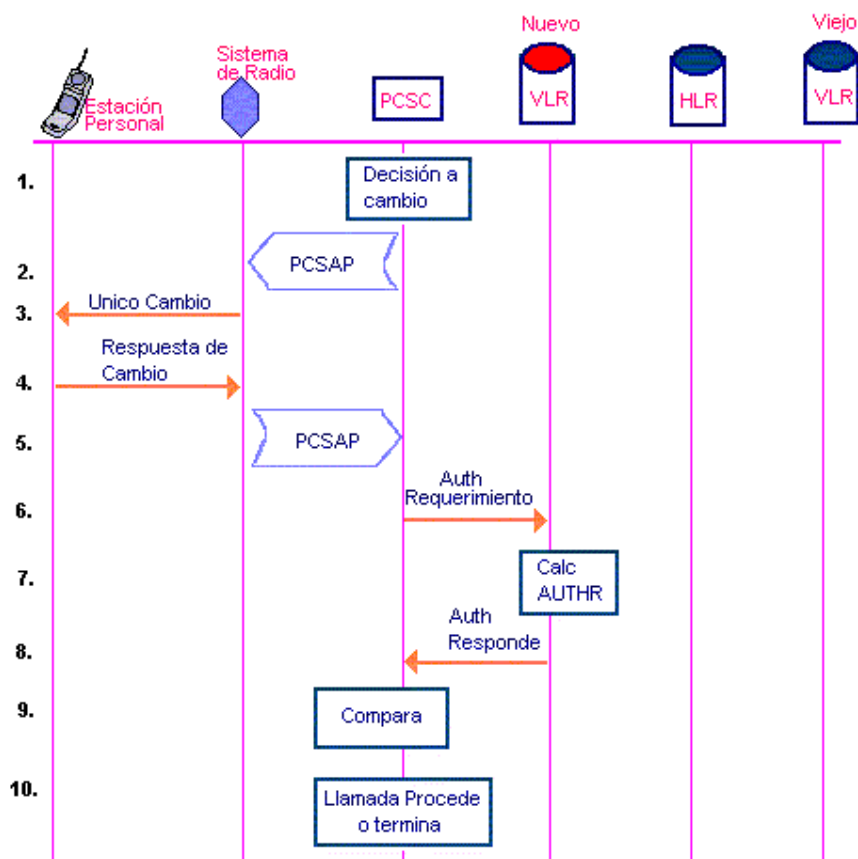 Nuevo
Viejo
Sistema
de Radio
Estación
Personal
PCSC
VLR
HLR
VLR
1.
Decisión a
cambio
2.
PCSAP
3.
Unico Cambio
Respuesta de
4.
Cambio
5.
PCSAP
Auth
6.
Requerimiento
7.
Calc
AUTHR
Auth
8.
Responde
9.
Compara
10.
Llamada Procede
o termina